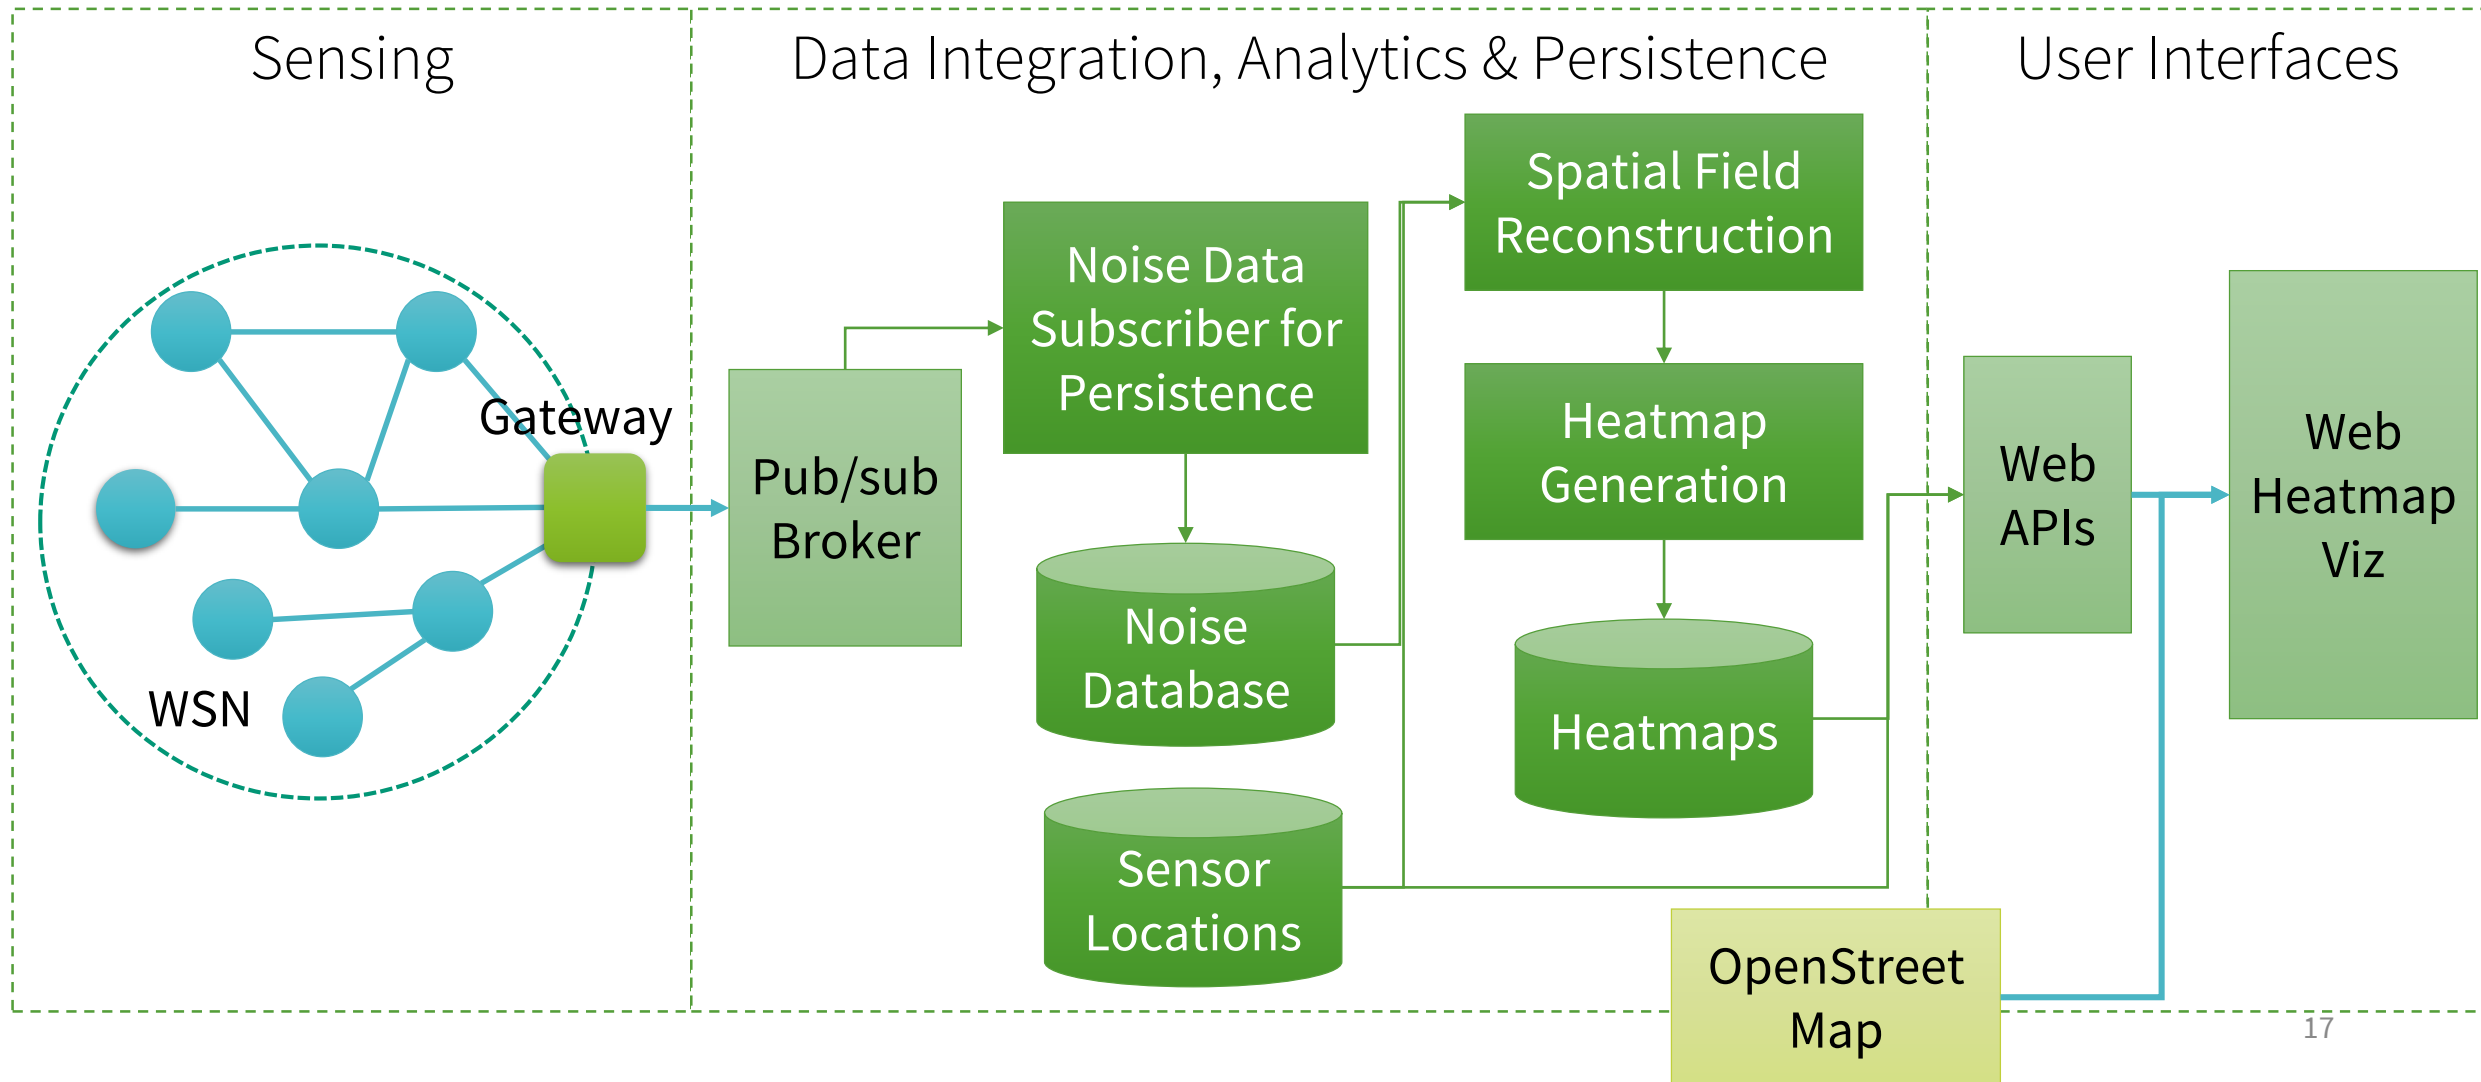 Sensing
Data Integration, Analytics & Persistence
User Interfaces
Gateway
WSN
Pub/sub
Broker
Noise Data
Subscriber for
Persistence
Noise
Database
Sensor
Locations
Spatial Field
Reconstruction
Heatmap
Generation
Heatmaps
OpenStreet
Map
Web
APIs
Web
Heatmap
Viz
17